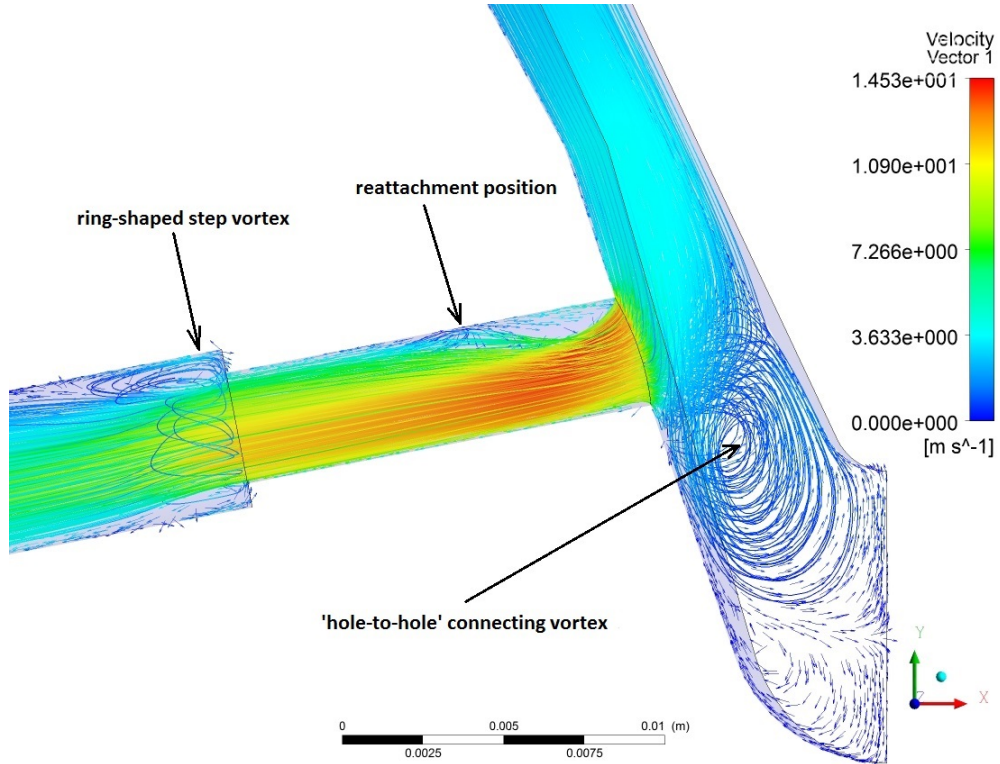 Velocity
Vector 1
1.453e+001
1.090e+001
7.266e+000
3.633e+000
0.000e+000
[m s^-1]
reattachment position
ring-shaped step vortex
'hole-to-hole' connecting vortex
Y
X
Z
0 0.005 0.01 (m)
0.0025 0.0075